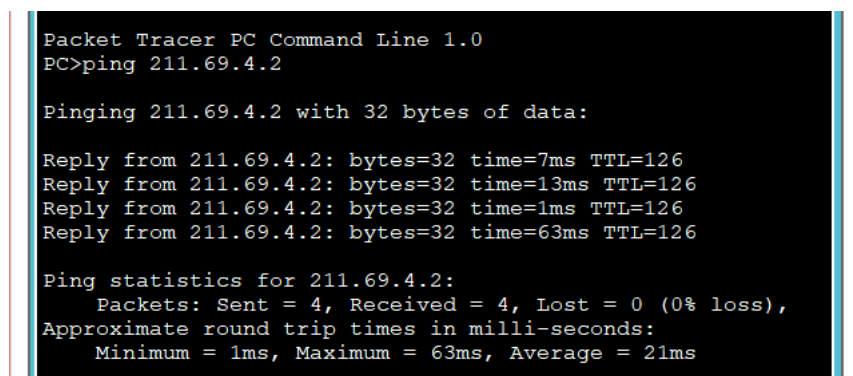 Packet Tracer PC Command Line 1.0
PC>ping 211.69.4.2
Pinging 211.69.4.2 with 32 bytes of data:
Reply from 211.69.4.2: bytes=32 time=7ms TTL=126
Reply from 211.69.4.2: bytes=32 time=13ms TTL=126
Reply from 211.69.4.2: bytes=32 time=1ms TTL=126
Reply from 211.69.4.2: bytes=32 time=63ms TTL=126
Ping statistics for 211.69.4.2:
Packets: Sent = 4, Received = 4, Lost = 0 (0% loss),
Approximate round trip times in milli-seconds:
Minimum = 1ms, Maximum = 63ms, Average = 21ms